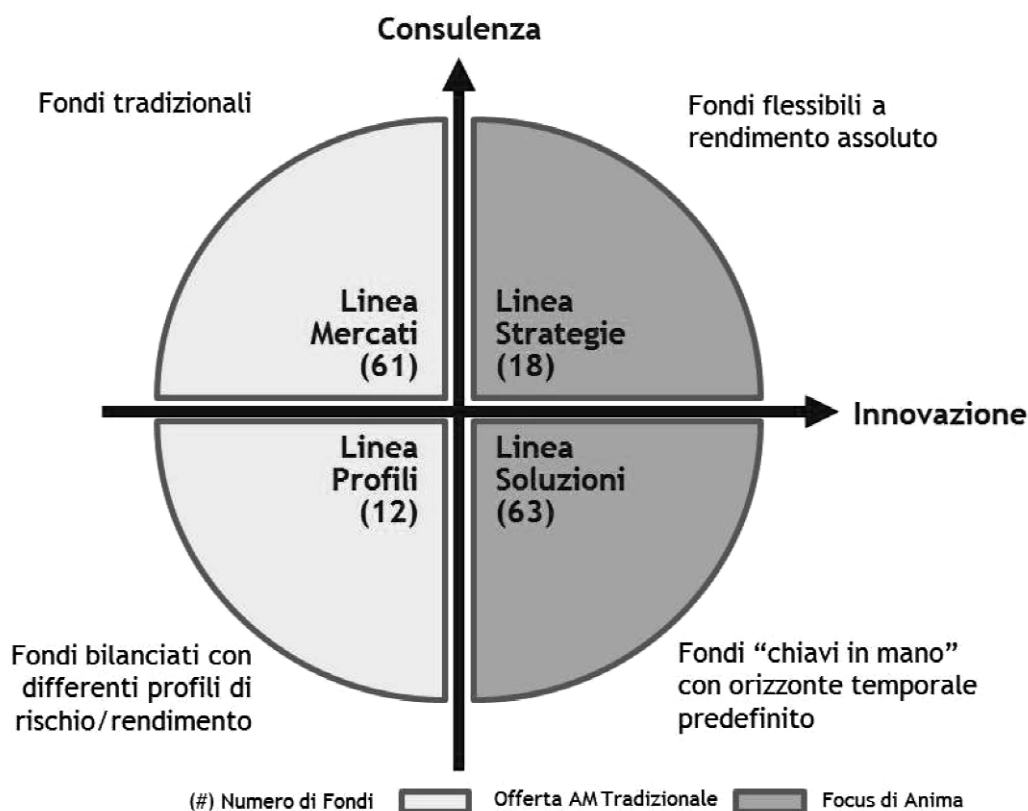 Consulenza
Fondi tradizionali
Fondi flessibili a
rendimento assoluto
Linea
Mercati
(61)
Linea
Strategie
(18)
Innovazione
Linea
Profili
(12)
Linea
Soluzioni
(63)
Fondi bilanciati con
differenti profili di
rischio/rendimento
Fondi “chiavi in mano”
con orizzonte temporale
predefinito
(#) Numero di Fondi
Offerta AM Tradizionale
Focus di Anima